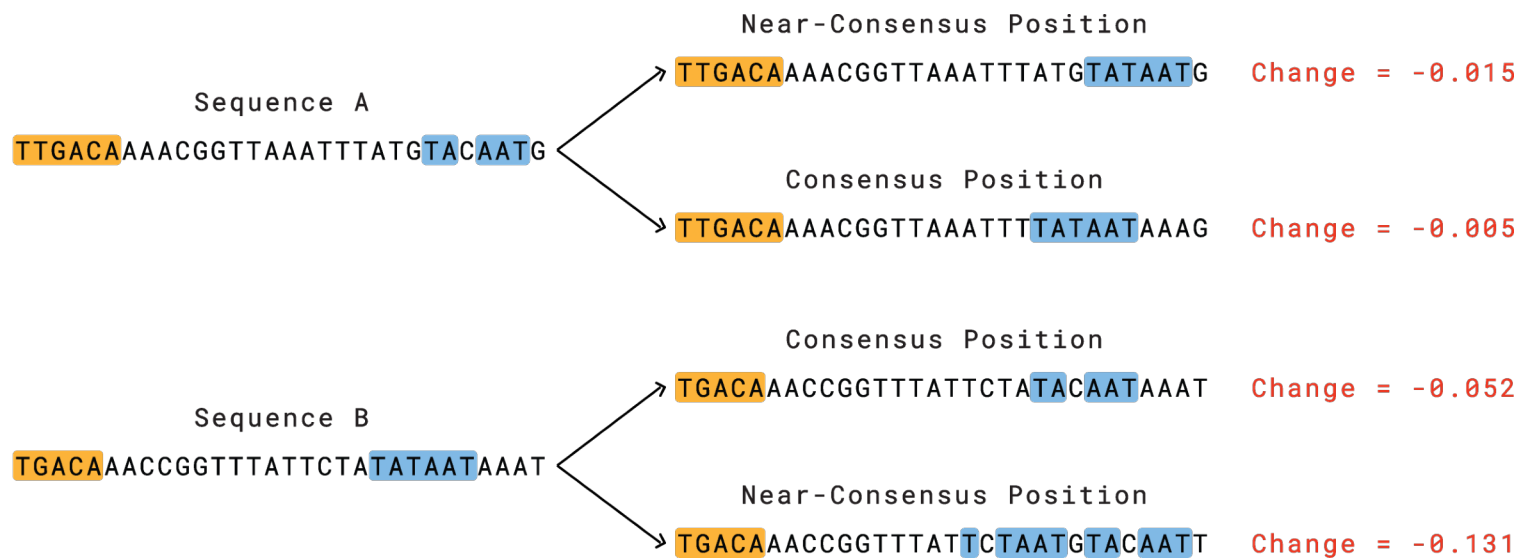 Near-Consensus Position
TTGACAAAACGGTTAAATTTATGTATAATG Change = -0.015
Sequence A
TTGACAAAACGGTTAAATTTATGTACAATG
Consensus Position
TTGACAAAACGGTTAAATTTTATAATAAAG Change = -0.005
Consensus Position
TGACAAACCGGTTTATTCTATACAATAAAT Change = -0.052
Sequence B
TGACAAACCGGTTTATTCTATATAATAAAT
Near-Consensus Position
TGACAAACCGGTTTATTCTAATGTACAATT Change = -0.131